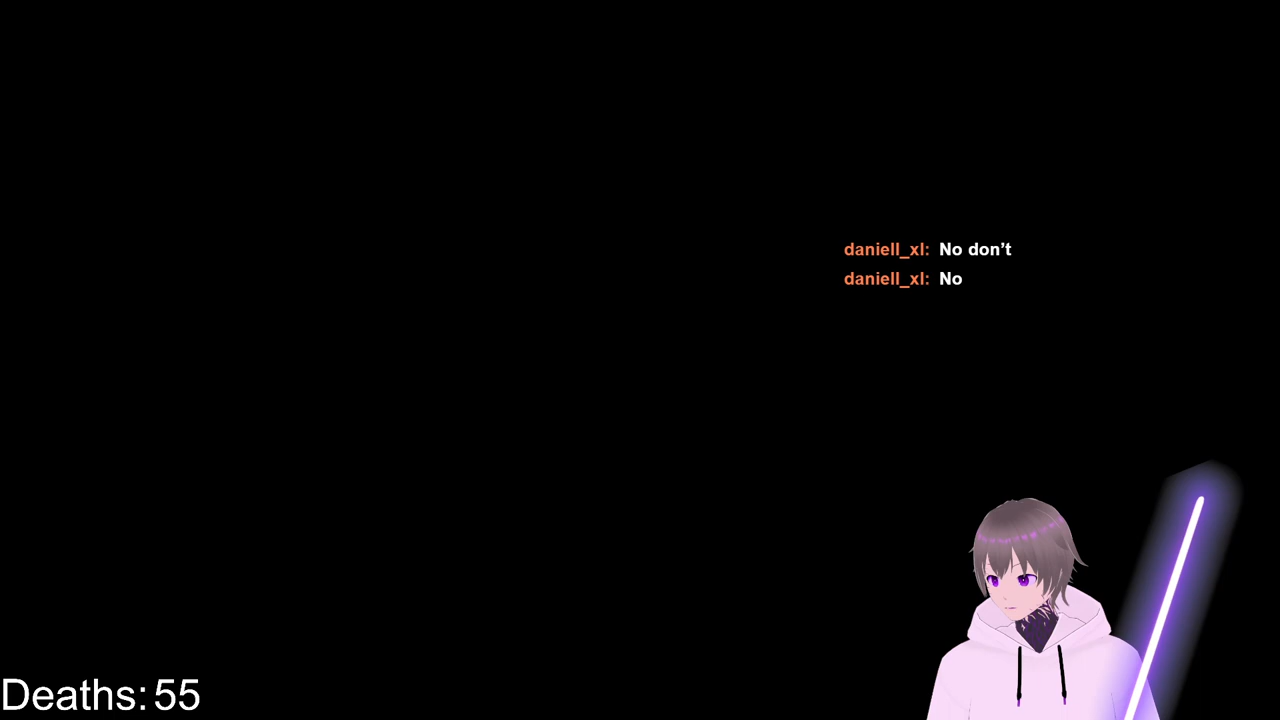 daniell_xl: No don’t
daniell_xl: No
Deaths: 55